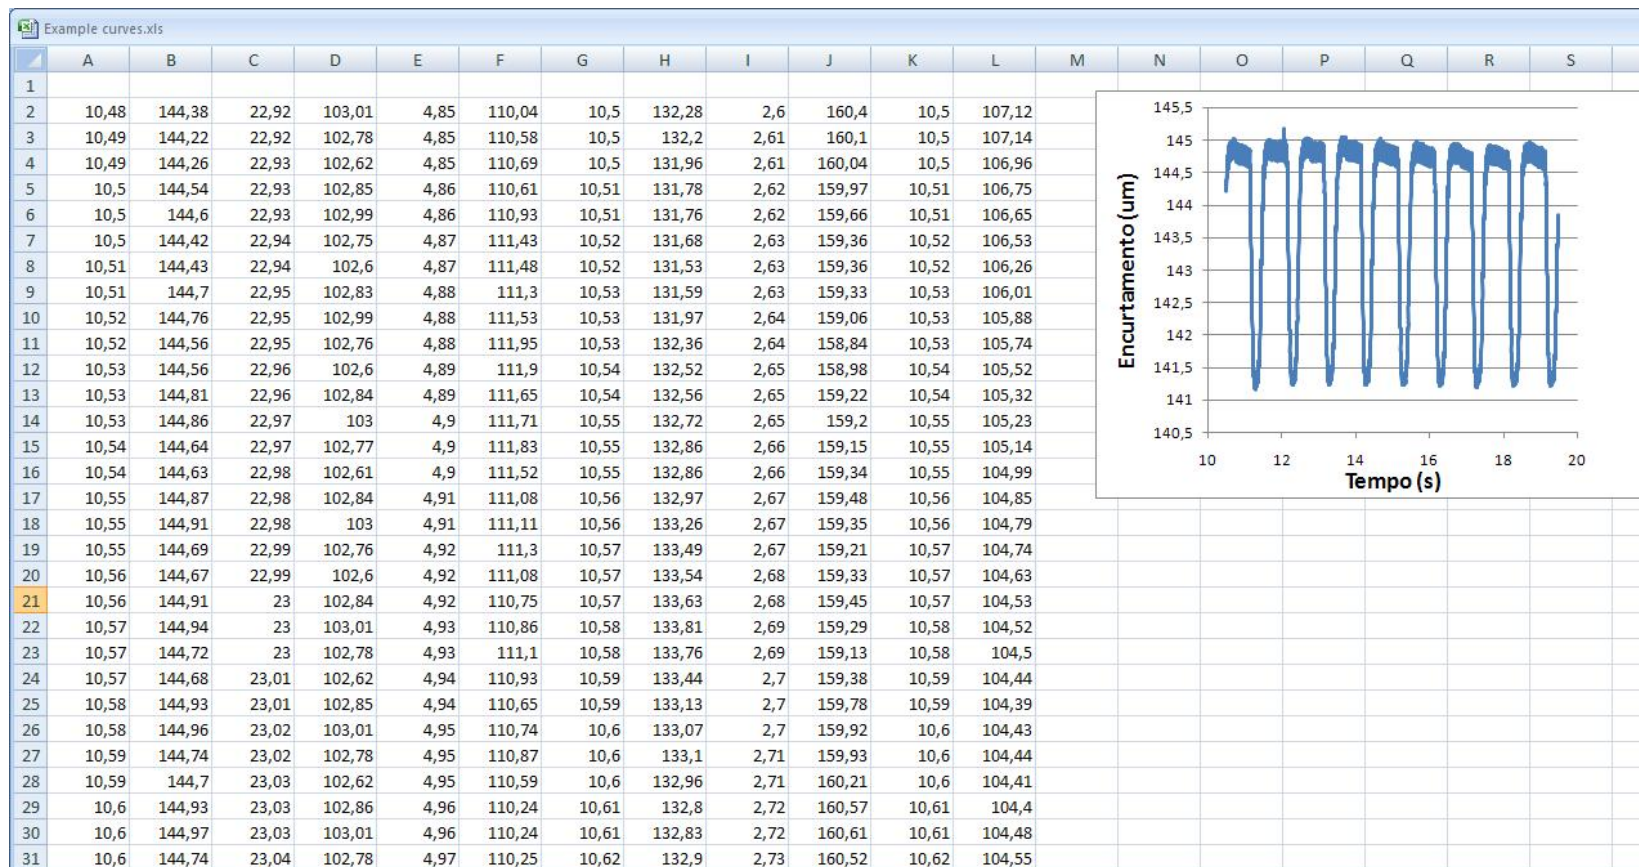 Example curves.xls
A B C D E F G H I J K L M N O P Q R S
1
2 10,48 144,38 22,92 103,01 4,85 110,04 10,5 132,28 2,6 160,4 10,5 107,12
3 10,49 144,22 22,92 102,78 4,85 110,58 10,5 132,2 2,61 160,1 10,5 107,14
4 10,49 144,26 22,93 102,62 4,85 110,69 10,5 131,96 2,61 160,04 10,5 106,96
5 10,5 144,54 22,93 102,85 4,86 110,61 10,51 131,78 2,62 159,97 10,51 106,75
6 10,5 144,6 22,93 102,99 4,86 110,93 10,51 131,76 2,62 159,66 10,51 106,65
7 10,5 144,42 22,94 102,75 4,87 111,43 10,52 131,68 2,63 159,36 10,52 106,53
8 10,51 144,43 22,94 102,6 4,87 111,48 10,52 131,53 2,63 159,36 10,52 106,26
9 10,51 144,7 22,95 102,83 4,88 111,3 10,53 131,59 2,63 159,33 10,53 106,01
10 10,52 144,76 22,95 102,99 4,88 111,53 10,53 131,97 2,64 159,06 10,53 105,88
11 10,52 144,56 22,95 102,76 4,88 111,95 10,53 132,36 2,64 158,84 10,53 105,74
12 10,53 144,56 22,96 102,6 4,89 111,9 10,54 132,52 2,65 158,98 10,54 105,52
13 10,53 144,81 22,96 102,84 4,89 111,65 10,54 132,56 2,65 159,22 10,54 105,32
14 10,53 144,86 22,97 103 4,9 111,71 10,55 132,72 2,65 159,2 10,55 105,23
15 10,54 144,64 22,97 102,77 4,9 111,83 10,55 132,86 2,66 159,15 10,55 105,14
16 10,54 144,63 22,98 102,61 4,9 111,52 10,55 132,86 2,66 159,34 10,55 104,99
17 10,55 144,87 22,98 102,84 4,91 111,08 10,56 132,97 2,67 159,48 10,56 104,85
18 10,55 144,91 22,98 103 4,91 111,11 10,56 133,26 2,67 159,35 10,56 104,79
19 10,55 144,69 22,99 102,76 4,92 111,3 10,57 133,49 2,67 159,21 10,57 104,74
20 10,56 144,67 22,99 102,6 4,92 111,08 10,57 133,54 2,68 159,33 10,57 104,63
21 10,56 144,91 23 102,84 4,92 110,75 10,57 133,63 2,68 159,45 10,57 104,53
22 10,57 144,94 23 103,01 4,93 110,86 10,58 133,81 2,69 159,29 10,58 104,52
23 10,57 144,72 23 102,78 4,93 111,1 10,58 133,76 2,69 159,13 10,58 104,5
24 10,57 144,68 23,01 102,62 4,94 110,93 10,59 133,44 2,7 159,38 10,59 104,44
25 10,58 144,93 23,01 102,85 4,94 110,65 10,59 133,13 2,7 159,78 10,59 104,39
26 10,58 144,96 23,02 103,01 4,95 110,74 10,6 133,07 2,7 159,92 10,6 104,43
27 10,59 144,74 23,02 102,78 4,95 110,87 10,6 133,1 2,71 159,93 10,6 104,44
28 10,59 144,7 23,03 102,62 4,95 110,59 10,6 132,96 2,71 160,21 10,6 104,41
29 10,6 144,93 23,03 102,86 4,96 110,24 10,61 132,8 2,72 160,57 10,61 104,4
30 10,6 144,97 23,03 103,01 4,96 110,24 10,61 132,83 2,72 160,61 10,61 104,48
31 10,6 144,74 23,04 102,78 4,97 110,25 10,62 132,9 2,73 160,52 10,62 104,55
Encurtamento (um)
145,5
145
144,5
144
143,5
143
142,5
142
141,5
141
140,5
10 12 14 16 18 20
Tempo (s)